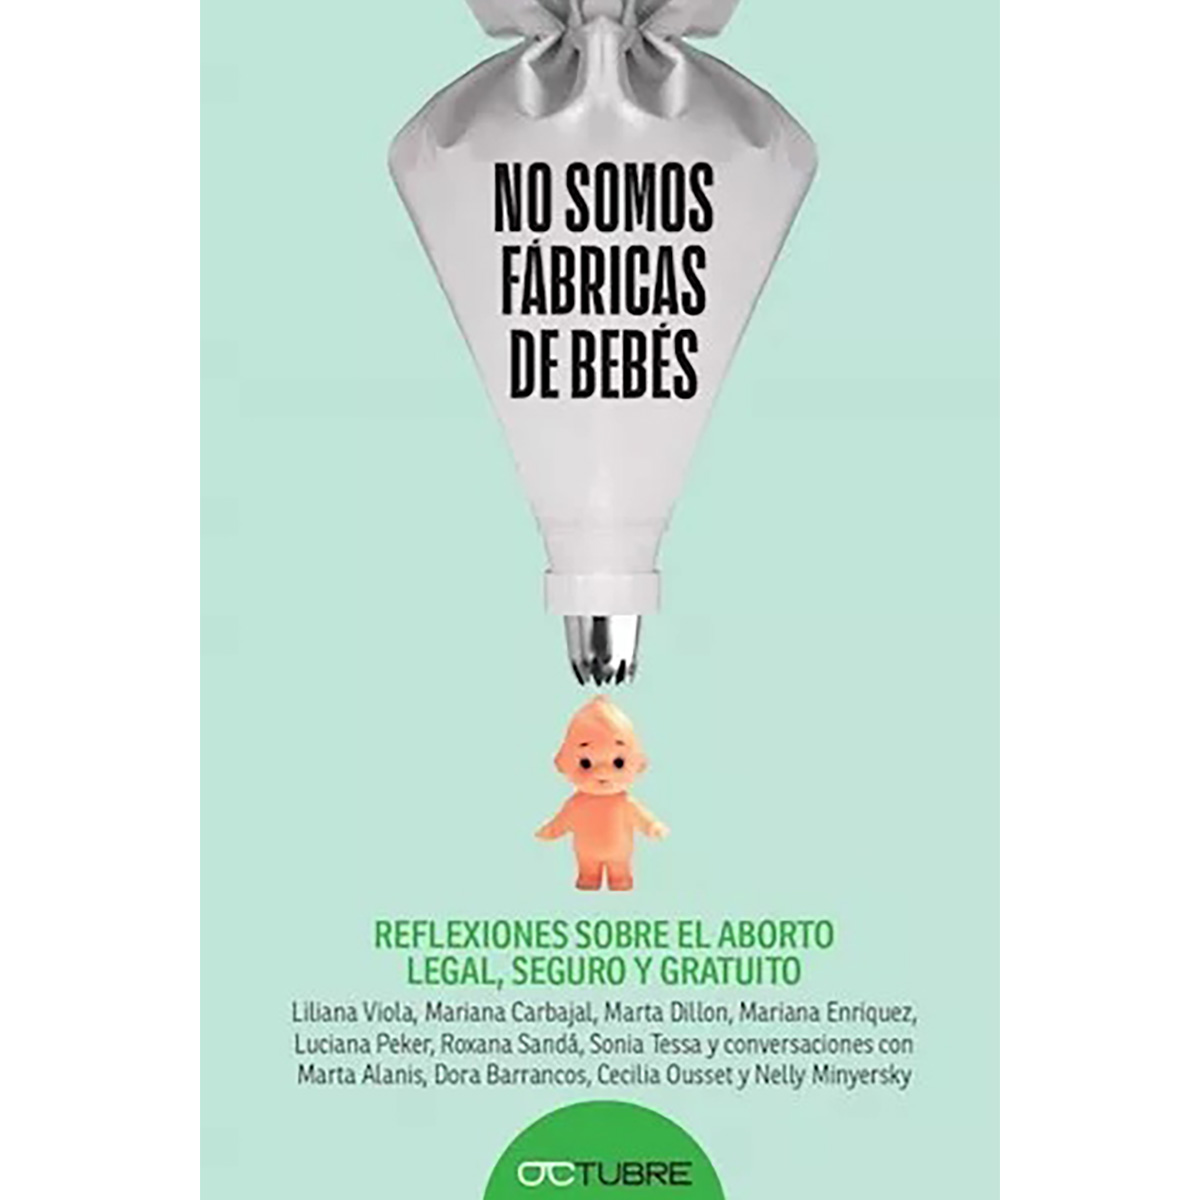 NO SOMOS
FÁBRICAS
DE BEBÉS
REFLEXIONES SOBRE EL ABORTO
LEGAL, SEGURO Y GRATUITO
Liliana Viola, Mariana Carbajal, Marta Dillon, Mariana Enríquez,
Luciana Peker, Roxana Sandá, Sonia Tessa y conversaciones con
Marta Alanis, Dora Barrancos, Cecilia Ousset y Nelly Minyersky
OCTUBRE